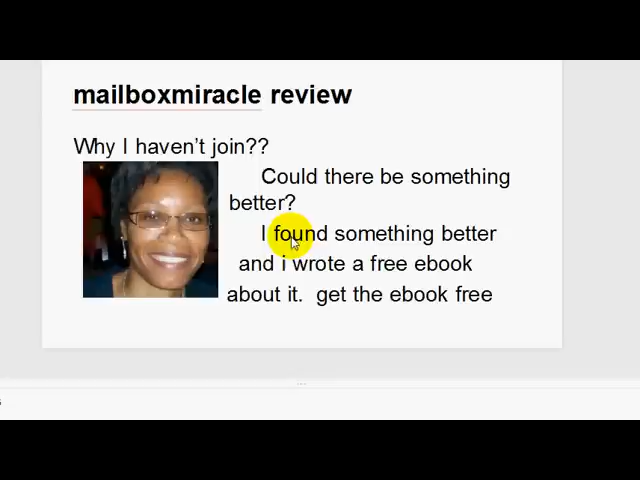 mailboxmiracle review
Why I haven't join??
Could there be something
better?
I found something better
and i wrote a free ebook
about it.  get the ebook free